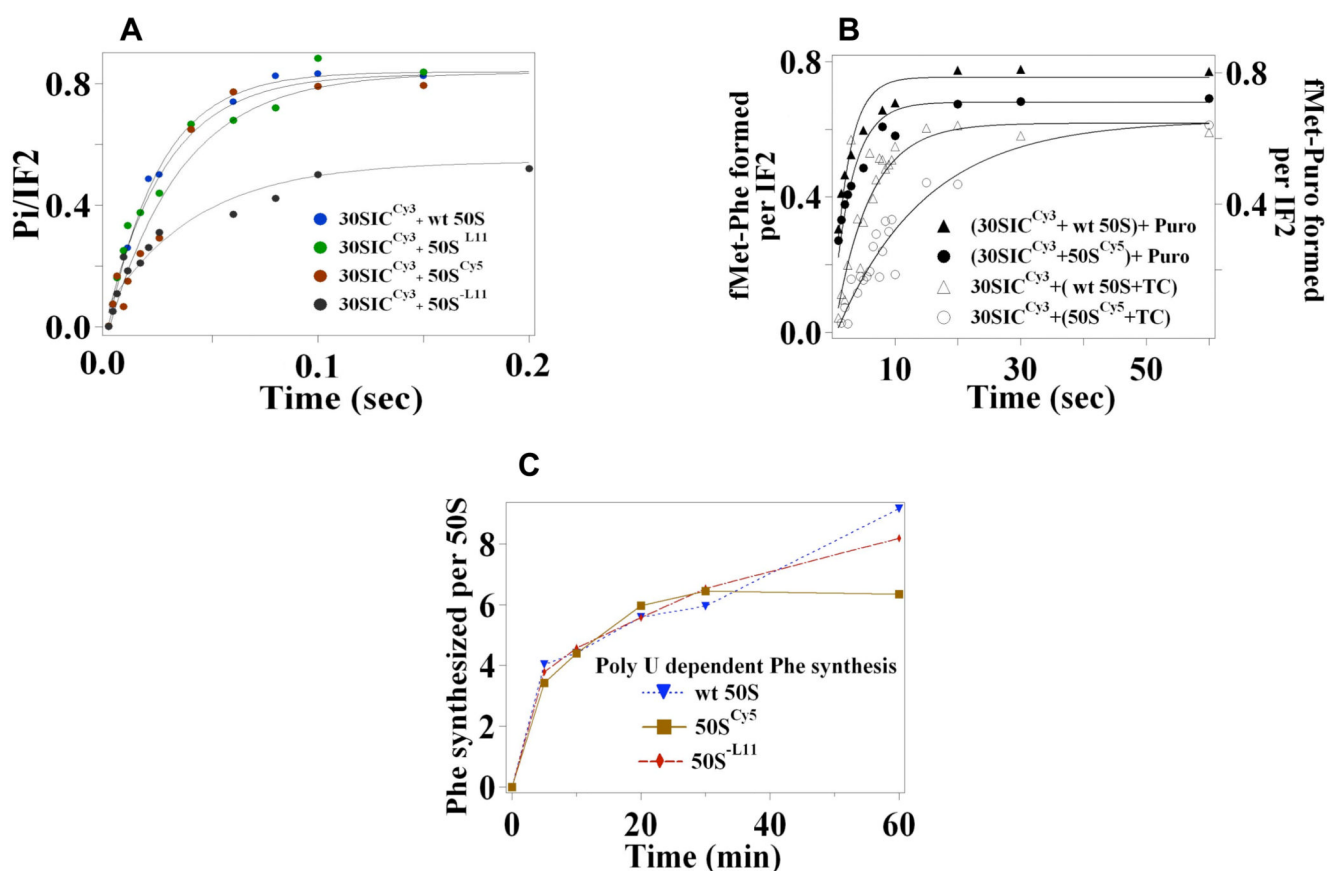 A
Pi/IF2
0.8
0.4
0.0
30SIC^Cy3 + wt 50S
30SIC^Cy3 + 50S^L11
30SIC^Cy3 + 50S^Cy5
30SIC^Cy3 + 50S^-L11
0.0
0.1
0.2
Time (sec)
B
fMet-Phe formed
per IF2
0.8
0.4
0.0
0.8
0.4
fMet-Puro formed
per IF2
(30SIC^Cy3+ wt 50S)+ Puro
(30SIC^Cy3+50S^Cy5)+ Puro
30SIC^Cy3+( wt 50S+TC)
30SIC^Cy3+(50S^Cy5+TC)
10
30
50
Time (sec)
C
Phe synthesized per 50S
8
6
4
2
0
Poly U dependent Phe synthesis
wt 50S
50S^Cy5
50S^-L11
0
20
40
60
Time (min)